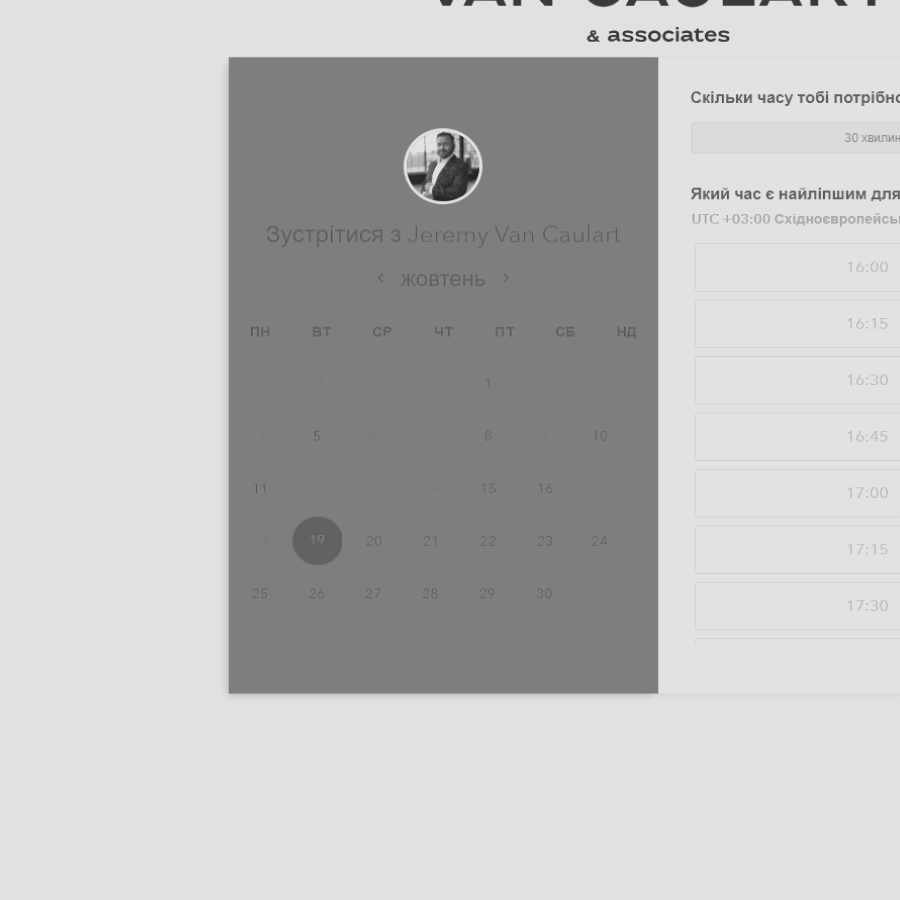 VAN CAULART
& associates
Зустрітися з Jeremy Van Caulart
‹ жовтень ›
ПН ВТ СР ЧТ ПТ СБ НД
28 29 30 31 1 2 3
4 5 6 7 8 9 10
11 12 13 14 15 16 17
18 19 20 21 22 23 24
25 26 27 28 29 30 1
Скільки часу тобі потрібно
30 хвилин
Який час є найліпшим для
UTC +03:00 Східноєвропейсь
16:00
16:15
16:30
16:45
17:00
17:15
17:30